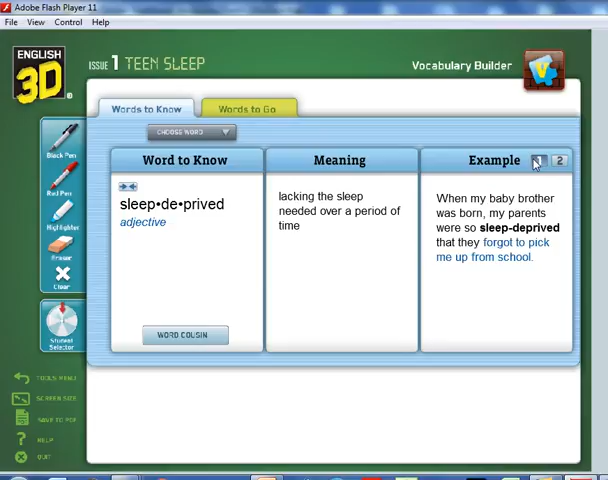 Adobe Flash Player 11
File View Control Help
ENGLISH
3D
ISSUE 1 TEEN SLEEP
Vocabulary Builder
V
Words to Know
Words to Go
CHOOSE WORD
Black Pen
Red Pen
Highlighter
Eraser
Clear
Student
Selector
TOOLS MENU
SCREEN SIZE
SAVE TO PDF
HELP
QUIT
Word to Know
sleep•de•prived
adjective
WORD COUSIN
Meaning
lacking the sleep
needed over a period of
time
Example
2
When my baby brother
was born, my parents
were so sleep-deprived
that they forgot to pick
me up from school.